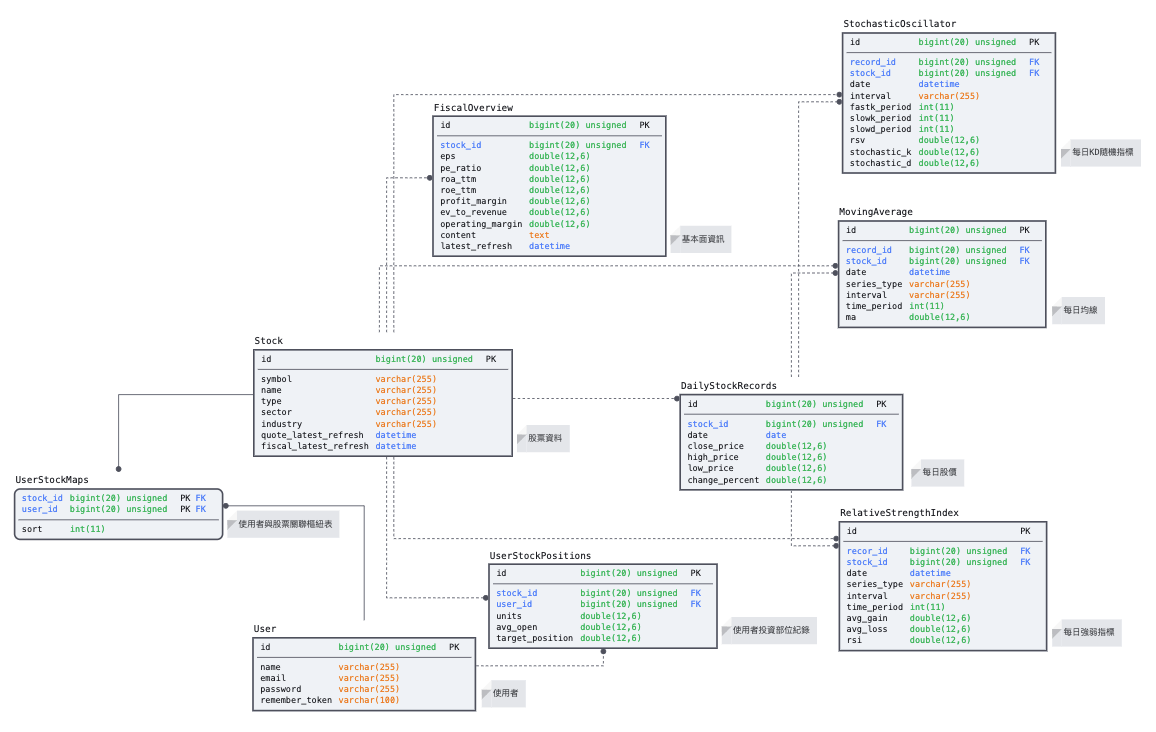 StochasticOscillator
id bigint(20) unsigned PK
record_id bigint(20) unsigned FK
stock_id bigint(20) unsigned FK
date datetime
interval varchar(255)
fastk_period int(11)
slowk_period int(11)
slowd_period int(11)
rsv double(12,6)
stochastic_k double(12,6)
stochastic_d double(12,6)
每日KD隨機指標
FiscalOverview
id bigint(20) unsigned PK
stock_id bigint(20) unsigned FK
eps double(12,6)
pe_ratio double(12,6)
roa_ttm double(12,6)
roe_ttm double(12,6)
profit_margin double(12,6)
ev_to_revenue double(12,6)
operating_margin double(12,6)
content text
latest_refresh datetime
基本面資訊
MovingAverage
id bigint(20) unsigned PK
record_id bigint(20) unsigned FK
stock_id bigint(20) unsigned FK
date datetime
series_type varchar(255)
interval varchar(255)
time_period int(11)
ma double(12,6)
每日均線
Stock
id bigint(20) unsigned PK
symbol varchar(255)
name varchar(255)
type varchar(255)
sector varchar(255)
industry varchar(255)
quote_latest_refresh datetime
fiscal_latest_refresh datetime
股票資料
DailyStockRecords
id bigint(20) unsigned PK
stock_id bigint(20) unsigned FK
date date
close_price double(12,6)
high_price double(12,6)
low_price double(12,6)
change_percent double(12,6)
每日股價
UserStockMaps
stock_id bigint(20) unsigned PK FK
user_id bigint(20) unsigned PK FK
sort int(11)
使用者與股票關聯樞紐表
RelativeStrengthIndex
id PK
recor_id bigint(20) unsigned FK
stock_id bigint(20) unsigned FK
date datetime
series_type varchar(255)
interval varchar(255)
time_period int(11)
avg_gain double(12,6)
avg_loss double(12,6)
rsi double(12,6)
每日強弱指標
UserStockPositions
id bigint(20) unsigned PK
stock_id bigint(20) unsigned FK
user_id bigint(20) unsigned FK
units double(12,6)
avg_open double(12,6)
target_position double(12,6)
使用者投資部位紀錄
User
id bigint(20) unsigned PK
name varchar(255)
email varchar(255)
password varchar(255)
remember_token varchar(100)
使用者